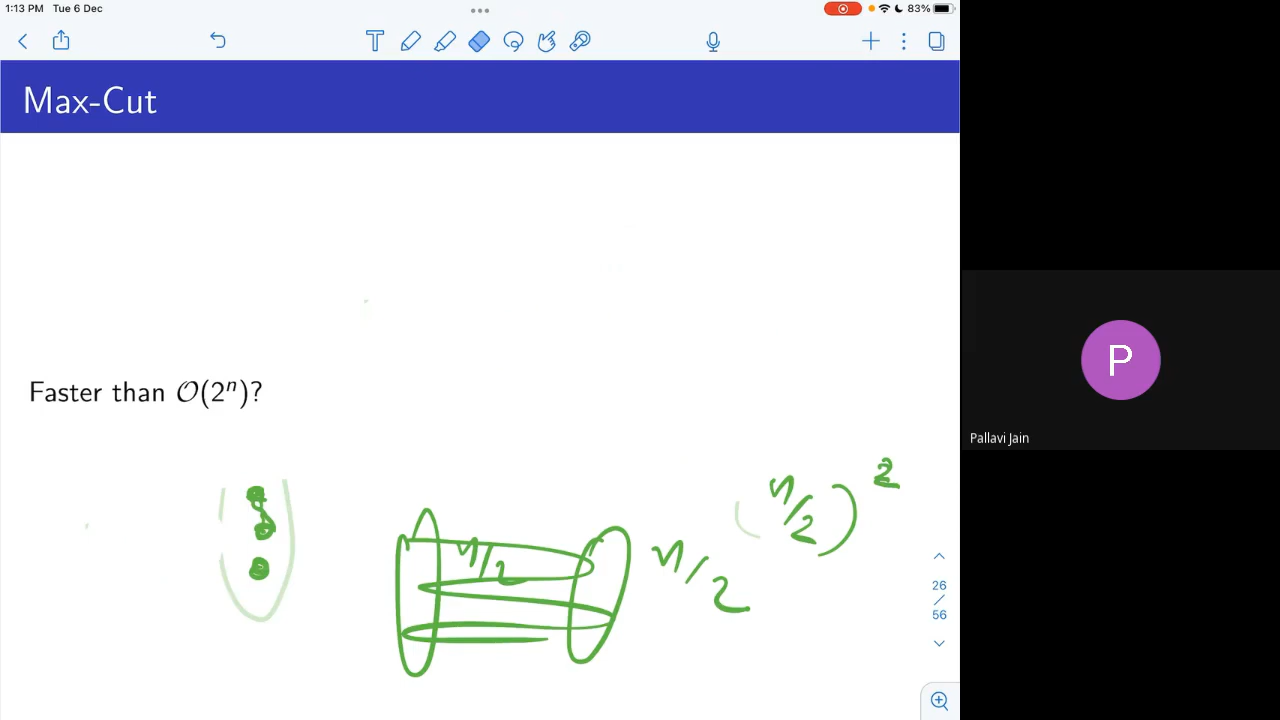 1:13 PM Tue 6 Dec
83%
Max-Cut
Faster than 𝒪(2ⁿ)?
(n/2)²
n/2
n/2
26
/
56
P
Pallavi Jain